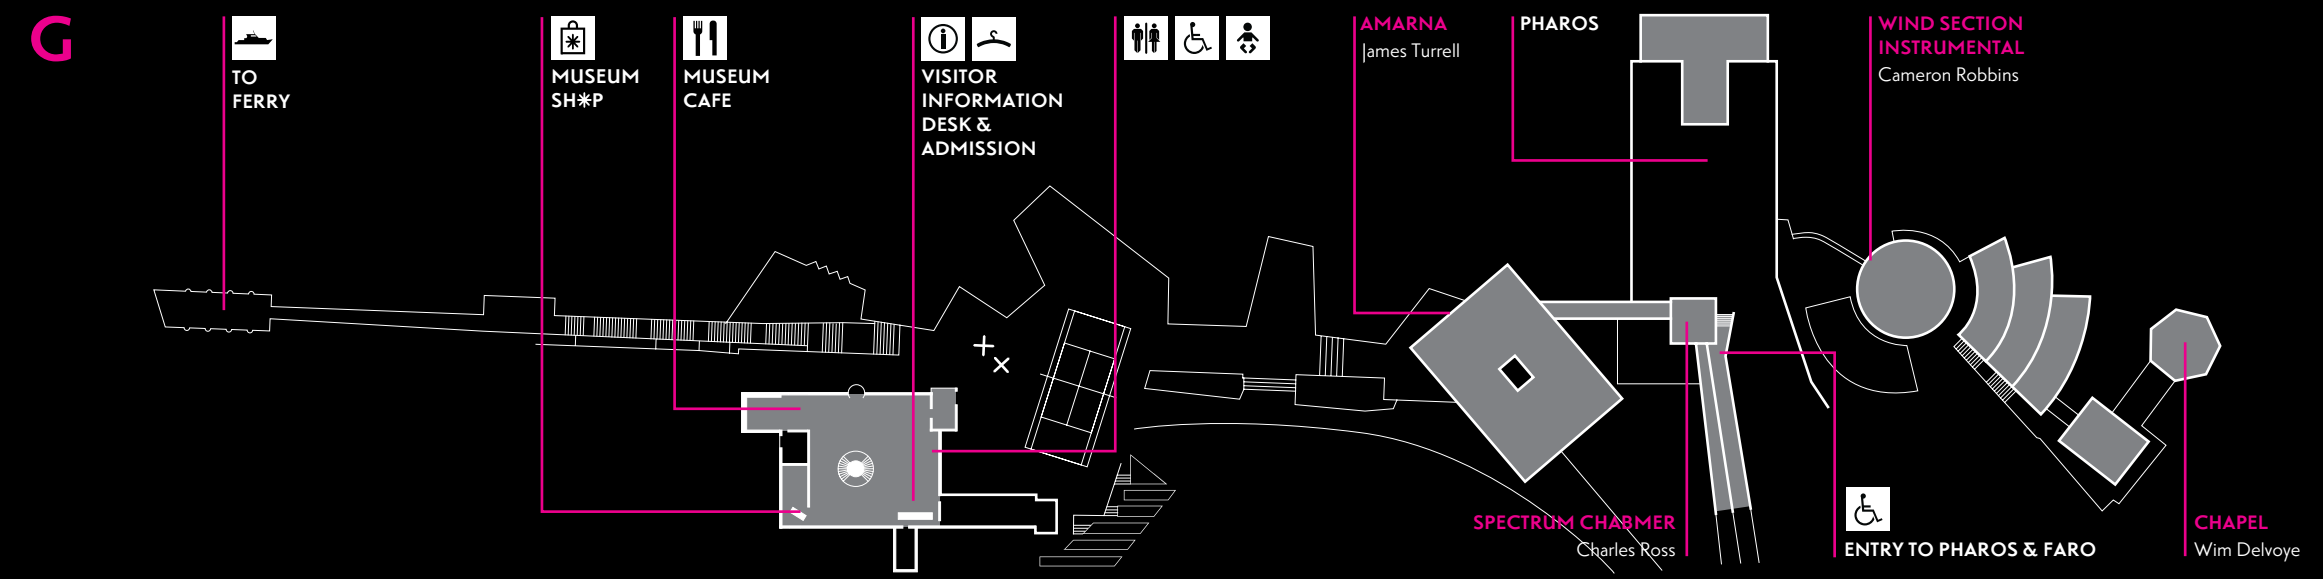 G
TO
FERRY
MUSEUM
SH✳P
MUSEUM
CAFE
VISITOR
INFORMATION
DESK &
ADMISSION
AMARNA
James Turrell
PHAROS
WIND SECTION
INSTRUMENTAL
Cameron Robbins
SPECTRUM CHABMER
Charles Ross
ENTRY TO PHAROS & FARO
CHAPEL
Wim Delvoye